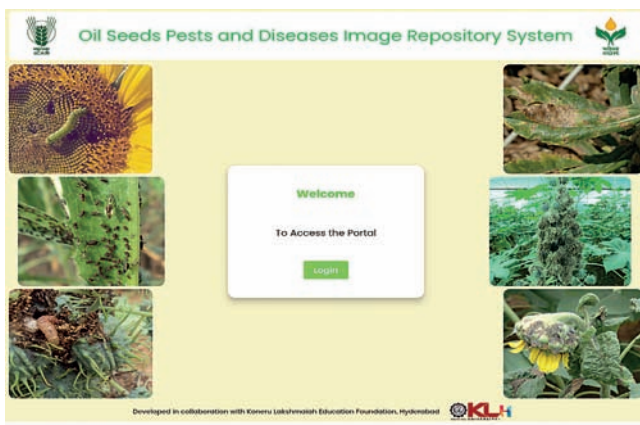 Oil Seeds Pests and Diseases Image Repository System
Welcome
To Access the Portal
Login
Developed in collaboration with Koneru Lakshmaiah Education Foundation, Hyderabad
KLH